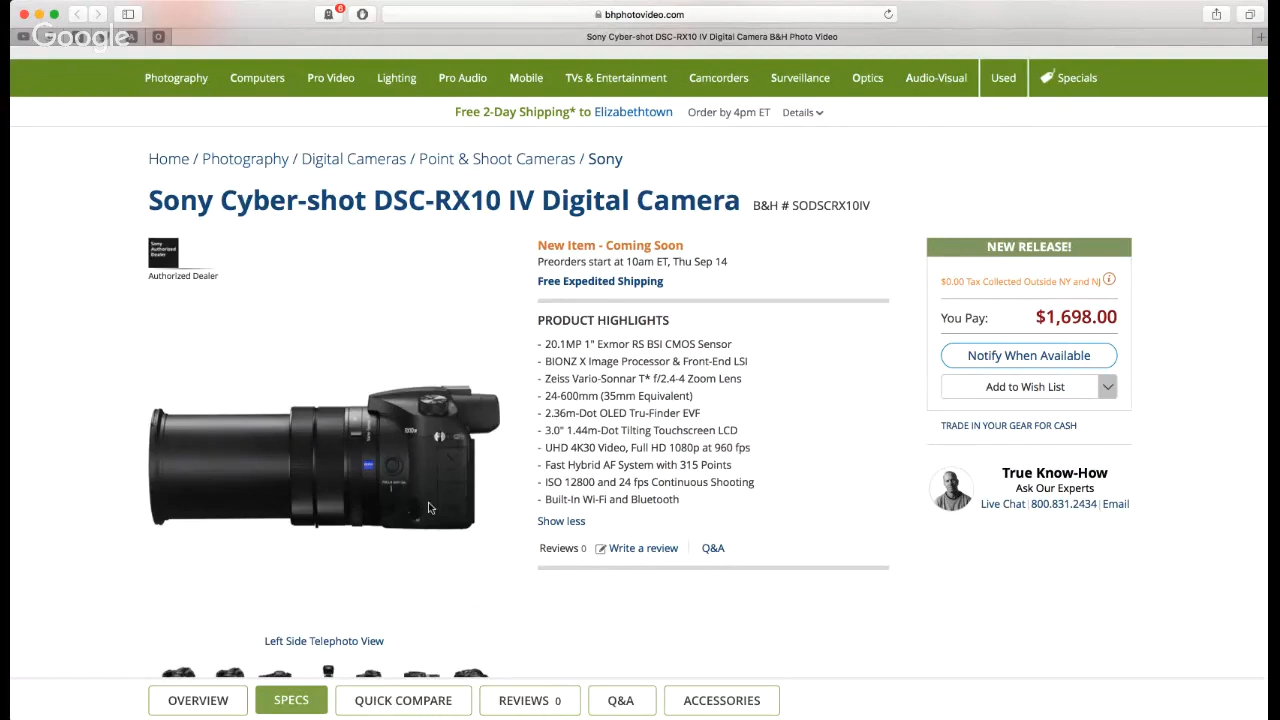 6
bhphotovideo.com
Google
Sony Cyber-shot DSC-RX10 IV Digital Camera B&H Photo Video
Photography Computers Pro Video Lighting Pro Audio Mobile TVs & Entertainment Camcorders Surveillance Optics Audio-Visual Used Specials
Free 2-Day Shipping* to Elizabethtown Order by 4pm ET Details
Home / Photography / Digital Cameras / Point & Shoot Cameras / Sony
Sony Cyber-shot DSC-RX10 IV Digital Camera B&H # SODSCRX10IV
Sony
Authorized
Dealer
Authorized Dealer
New Item - Coming Soon
Preorders start at 10am ET, Thu Sep 14
Free Expedited Shipping
PRODUCT HIGHLIGHTS
- 20.1MP 1" Exmor RS BSI CMOS Sensor
- BIONZ X Image Processor & Front-End LSI
- Zeiss Vario-Sonnar T* f/2.4-4 Zoom Lens
- 24-600mm (35mm Equivalent)
- 2.36m-Dot OLED Tru-Finder EVF
- 3.0" 1.44m-Dot Tilting Touchscreen LCD
- UHD 4K30 Video, Full HD 1080p at 960 fps
- Fast Hybrid AF System with 315 Points
- ISO 12800 and 24 fps Continuous Shooting
- Built-In Wi-Fi and Bluetooth
Show less
Reviews 0 Write a review Q&A
NEW RELEASE!
$0.00 Tax Collected Outside NY and NJ
You Pay: $1,698.00
Notify When Available
Add to Wish List
TRADE IN YOUR GEAR FOR CASH
True Know-How
Ask Our Experts
Live Chat | 800.831.2434 | Email
Left Side Telephoto View
OVERVIEW SPECS QUICK COMPARE REVIEWS 0 Q&A ACCESSORIES